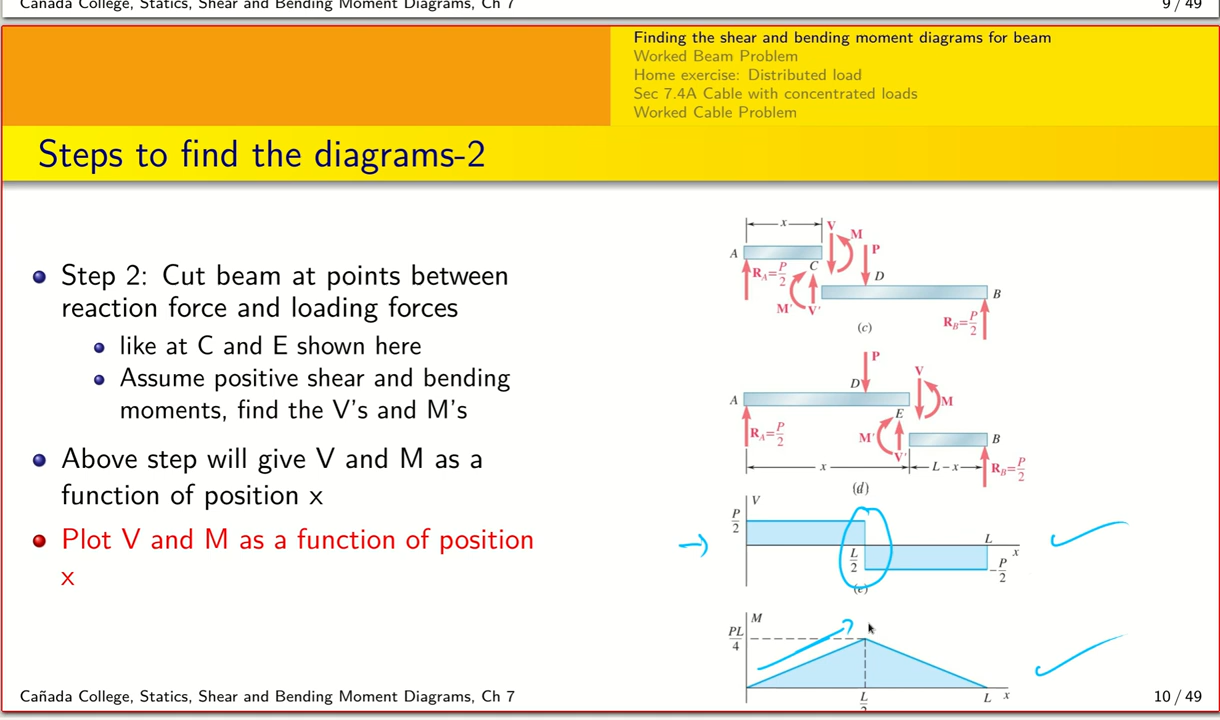 Cañada College, Statics, Shear and Bending Moment Diagrams, Ch 7
9 / 49
Finding the shear and bending moment diagrams for beam
Worked Beam Problem
Home exercise: Distributed load
Sec 7.4A Cable with concentrated loads
Worked Cable Problem
Steps to find the diagrams-2
Step 2: Cut beam at points between
reaction force and loading forces
like at C and E shown here
Assume positive shear and bending
moments, find the V's and M's
Above step will give V and M as a
function of position x
Plot V and M as a function of position
x
x
V
M
A
P
R_A=P/2
C
D
M'
V'
B
R_B=P/2
(c)
P
D
V
A
M
E
R_A=P/2
M'
V'
B
x
L-x
R_B=P/2
(d)
V
P/2
L
L/2
x
-P/2
(e)
M
PL/4
L
x
Cañada College, Statics, Shear and Bending Moment Diagrams, Ch 7
10 / 49